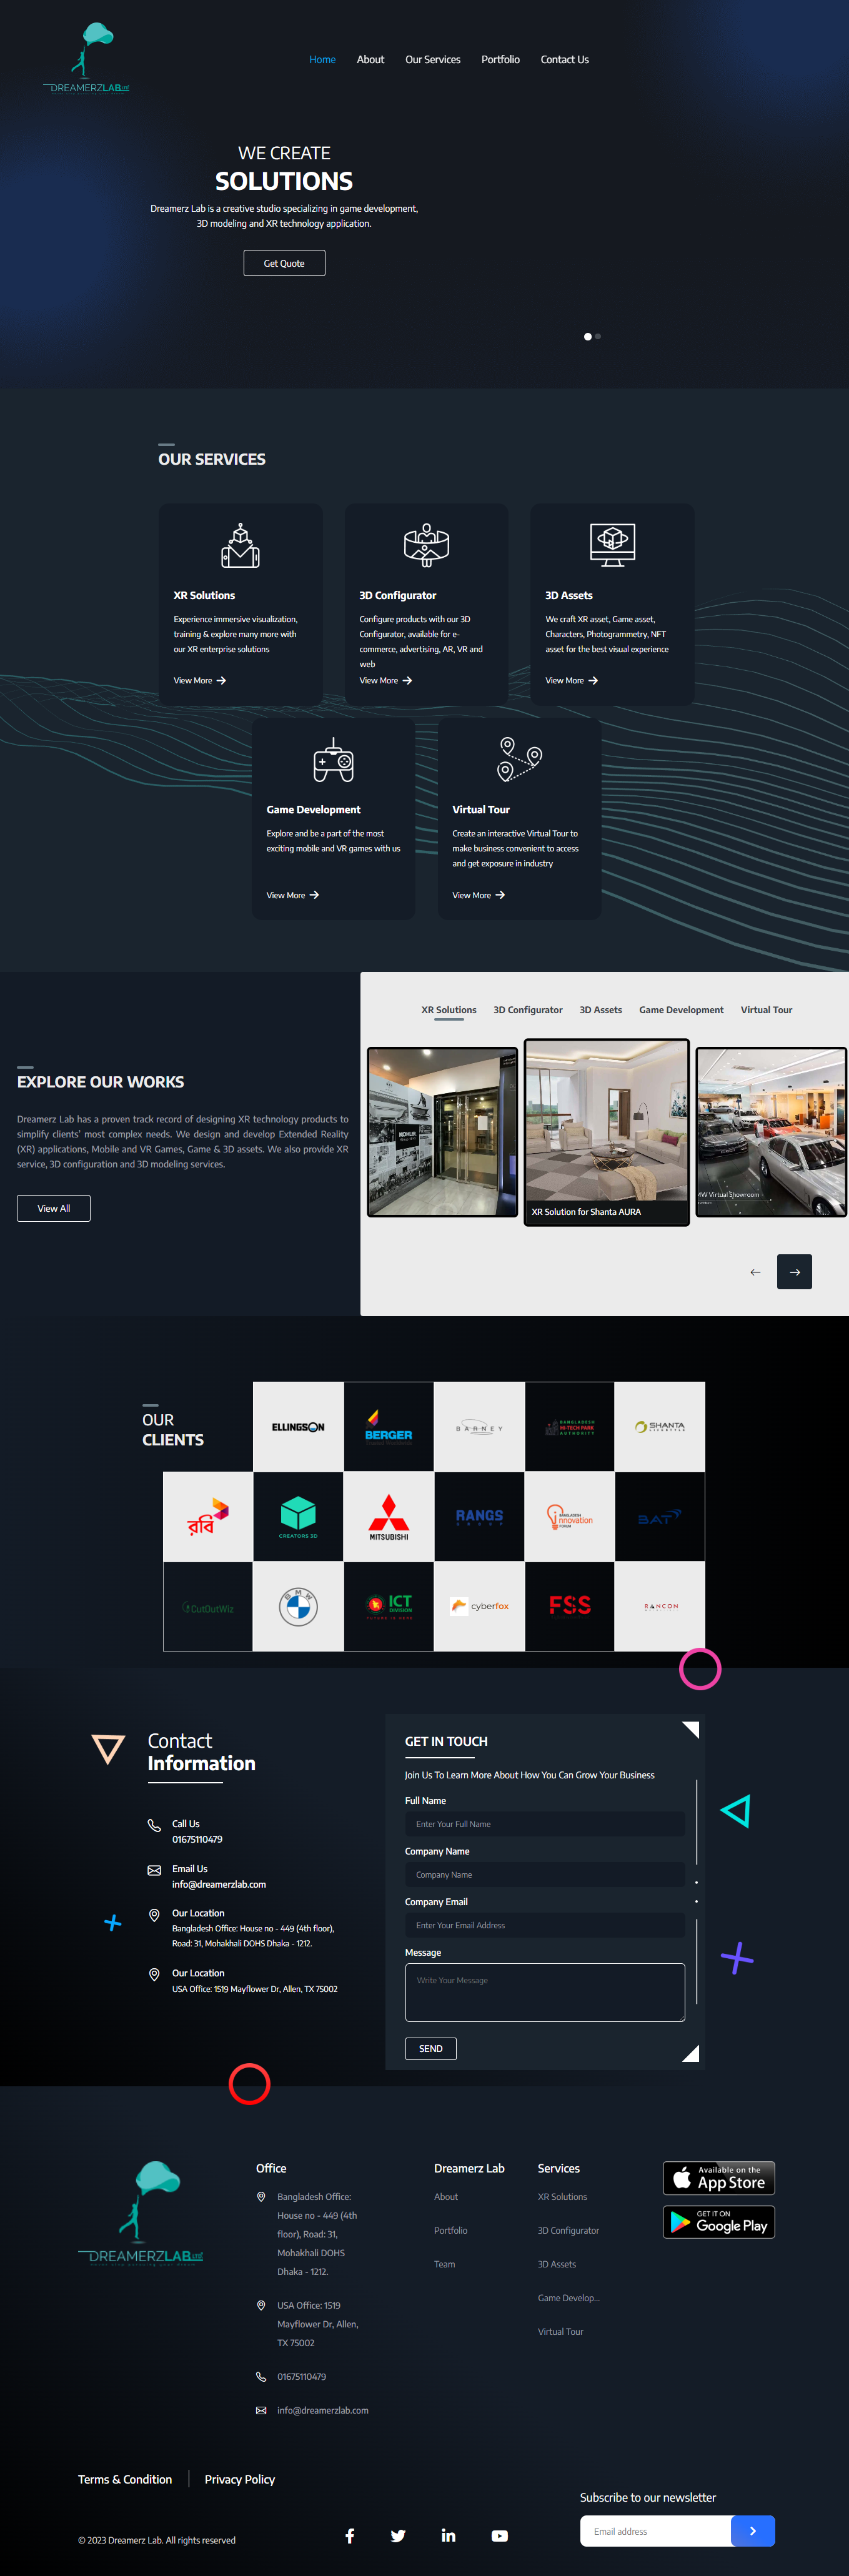 DREAMERZLAB
Home
About
Our Services
Portfolio
Contact Us
WE CREATE
SOLUTIONS
Dreamerz Lab is a creative studio specializing in game development,
3D modeling and XR technology application.
Get Quote
OUR SERVICES
XR Solutions
Experience immersive visualization,
training & explore many more with
our XR enterprise solutions
View More
3D Configurator
Configure products with our 3D
Configurator, available for e-
commerce, advertising, AR, VR and
web
View More
3D Assets
We craft XR asset, Game asset,
Characters, Photogrammetry, NFT
asset for the best visual experience
View More
Game Development
Explore and be a part of the most
exciting mobile and VR games with us
View More
Virtual Tour
Create an interactive Virtual Tour to
make business convenient to access
and get exposure in industry
View More
EXPLORE OUR WORKS
Dreamerz Lab has a proven track record of designing XR technology products to
simplify clients' most complex needs. We design and develop Extended Reality
(XR) applications, Mobile and VR Games, Game & 3D assets. We also provide XR
service, 3D configuration and 3D modeling services.
View All
XR Solutions
3D Configurator
3D Assets
Game Development
Virtual Tour
XR Solution for Shanta AURA
MW Virtual Showroom
OUR
CLIENTS
ELLINGSON
BERGER
BARNEY
BANGLADESH
HI-TECH PARK
AUTHORITY
SHANTA
LIFESTYLE
রবি
CREATORS 3D
MITSUBISHI
RANGS
GROUP
BANGLADESH
Innovation
FORUM
BAT
CutOutWiz
BMW
ICT
DIVISION
FUTURE IS HERE
cyberfox
FSS
RANCON
Contact
Information
Call Us
01675110479
Email Us
info@dreamerzlab.com
Our Location
Bangladesh Office: House no - 449 (4th floor),
Road: 31, Mohakhali DOHS Dhaka - 1212.
Our Location
USA Office: 1519 Mayflower Dr, Allen, TX 75002
GET IN TOUCH
Join Us To Learn More About How You Can Grow Your Business
Full Name
Enter Your Full Name
Company Name
Company Name
Company Email
Enter Your Email Address
Message
Write Your Message
SEND
DREAMERZLAB
Office
Bangladesh Office:
House no - 449 (4th
floor), Road: 31,
Mohakhali DOHS
Dhaka - 1212.
USA Office: 1519
Mayflower Dr, Allen,
TX 75002
01675110479
info@dreamerzlab.com
Dreamerz Lab
About
Portfolio
Team
Services
XR Solutions
3D Configurator
3D Assets
Game Develop...
Virtual Tour
Available on the
App Store
GET IT ON
Google Play
Terms & Condition
Privacy Policy
© 2023 Dreamerz Lab. All rights reserved
Subscribe to our newsletter
Email address